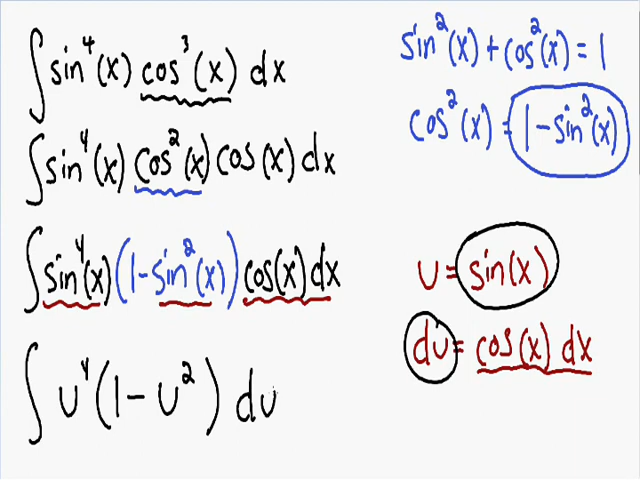 ∫ sin⁴(x) cos³(x) dx
∫ sin⁴(x) cos²(x) cos(x) dx
∫ sin⁴(x) (1 − sin²(x)) cos(x) dx
∫ u⁴ (1 − u²) du
sin²(x) + cos²(x) = 1
cos²(x) = 1 − sin²(x)
u = sin(x)
du = cos(x) dx